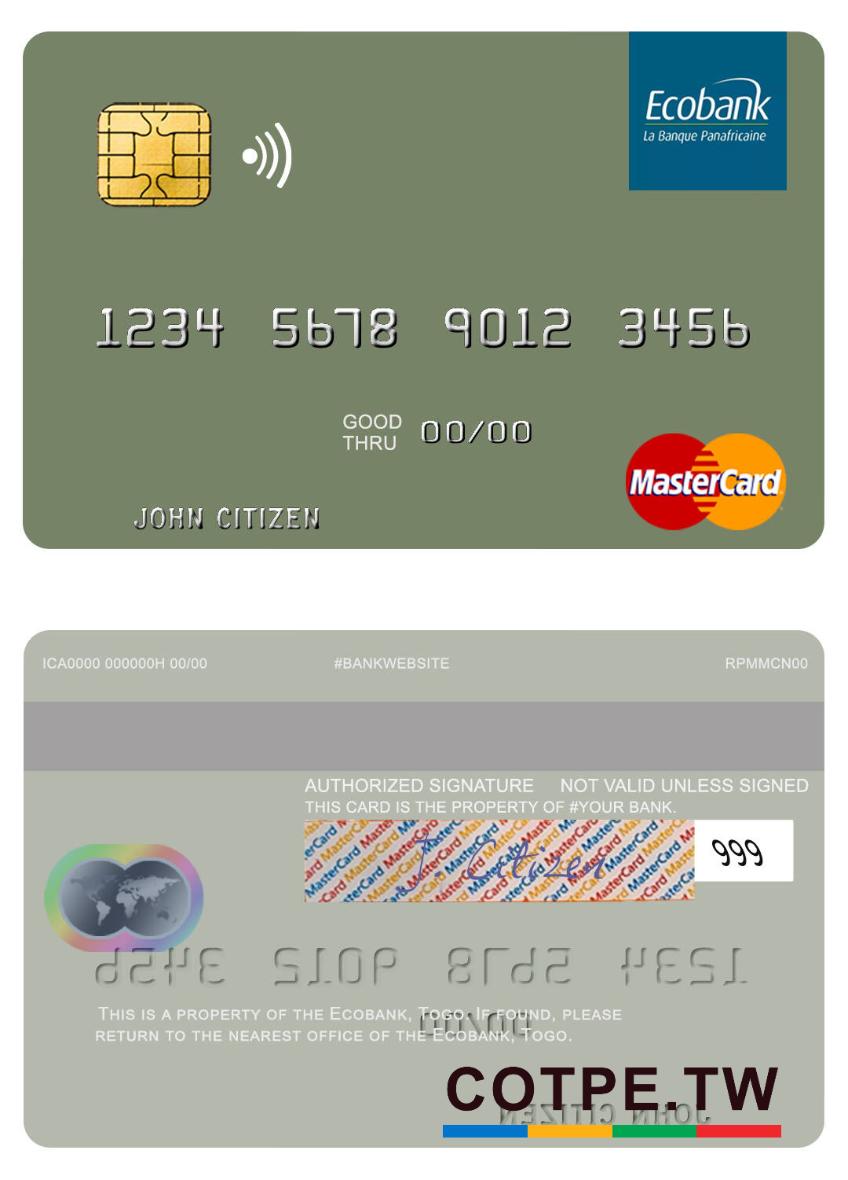 Ecobank
La Banque Panafricaine
1234 5678 9012 3456
GOOD THRU 00/00
MasterCard
JOHN CITIZEN
ICA0000 000000H 00/00 #BANKWEBSITE RPMMCN00
AUTHORIZED SIGNATURE NOT VALID UNLESS SIGNED
THIS CARD IS THE PROPERTY OF #YOUR BANK.
J. Citizen 999
THIS IS A PROPERTY OF THE ECOBANK, TOGO. IF FOUND, PLEASE
RETURN TO THE NEAREST OFFICE OF THE ECOBANK, TOGO.
COTPE.TW